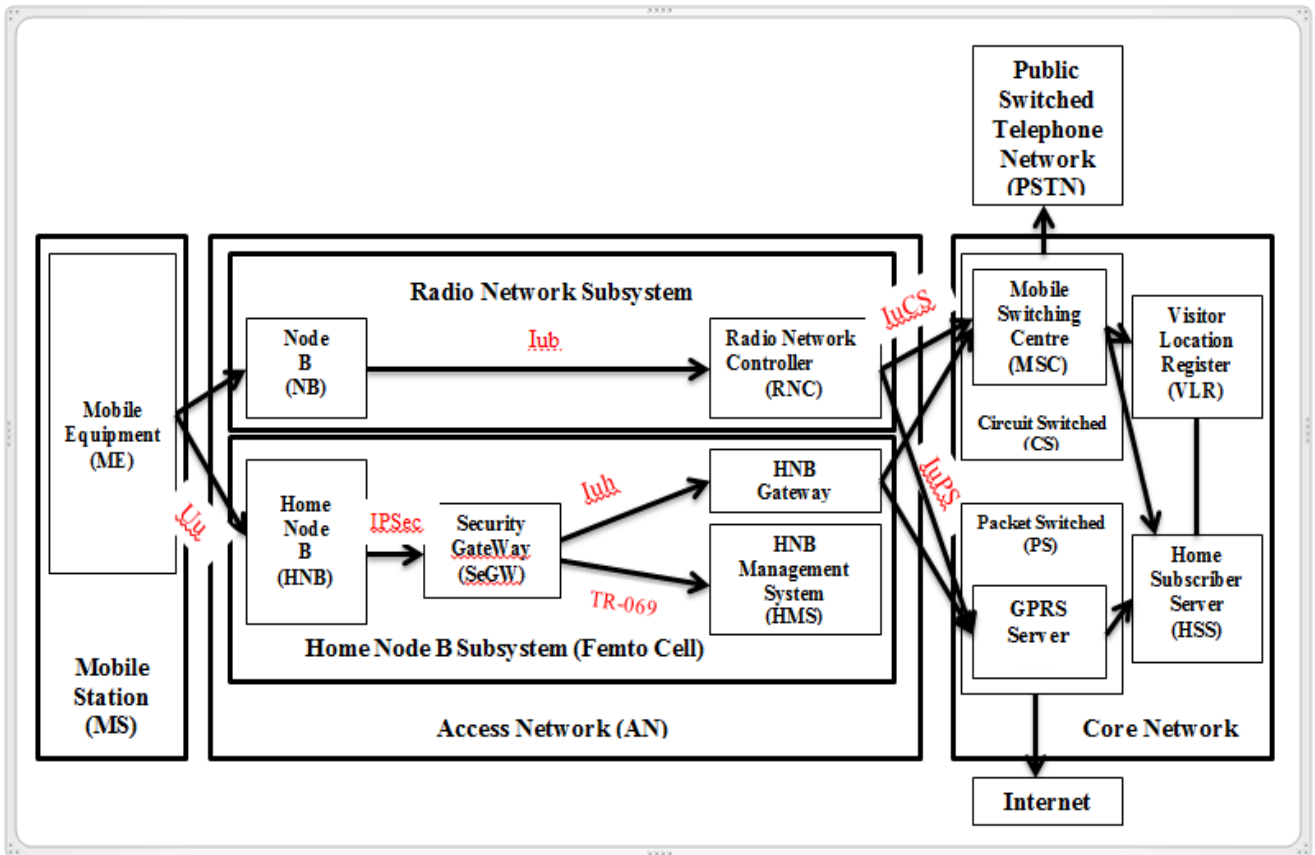 Public
Switched
Telephone
Network
(PSTN)
Mobile
Equipment
(ME)
Mobile
Station
(MS)
Uu
Radio Network Subsystem
Node
B
(NB)
Iub
Radio Network
Controller
(RNC)
Home
Node
B
(HNB)
IPSec
Security
GateWay
(SeGW)
Iuh
TR-069
HNB
Gateway
HNB
Management
System
(HMS)
Home Node B Subsystem (Femto Cell)
Access Network (AN)
IuCS
IuPS
Mobile
Switching
Centre
(MSC)
Circuit Switched
(CS)
Visitor
Location
Register
(VLR)
Packet Switched
(PS)
GPRS
Server
Home
Subscriber
Server
(HSS)
Core Network
Internet